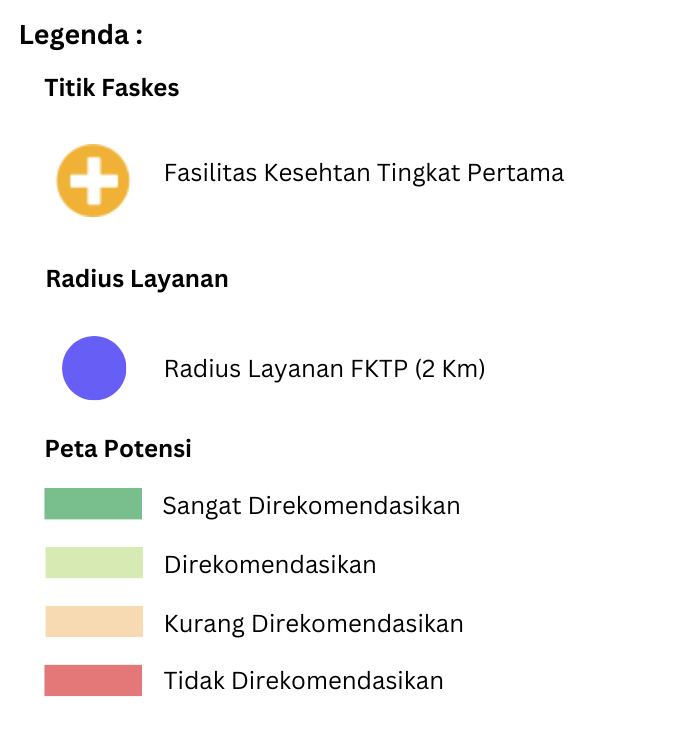 Legenda :
Titik Faskes
Fasilitas Kesehtan Tingkat Pertama
Radius Layanan
Radius Layanan FKTP (2 Km)
Peta Potensi
Sangat Direkomendasikan
Direkomendasikan
Kurang Direkomendasikan
Tidak Direkomendasikan